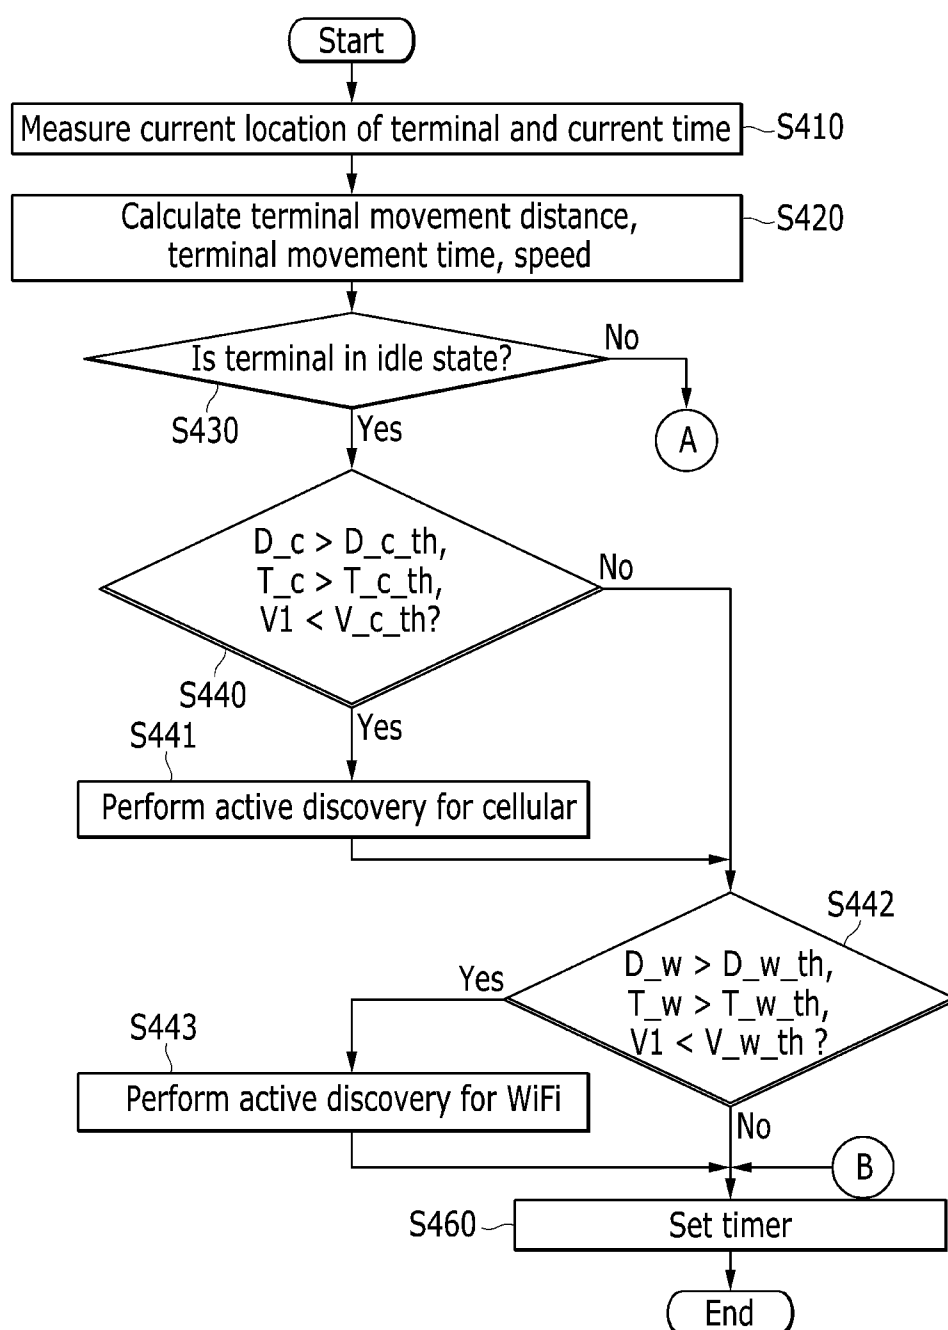 Start
Measure current location of terminal and current time
S410
Calculate terminal movement distance,
terminal movement time, speed
S420
Is terminal in idle state?
No
S430
Yes
A
D_c > D_c_th,
T_c > T_c_th,
V1 < V_c_th?
No
S440
Yes
S441
Perform active discovery for cellular
S442
D_w > D_w_th,
T_w > T_w_th,
V1 < V_w_th ?
Yes
S443
Perform active discovery for WiFi
No
B
S460
Set timer
End